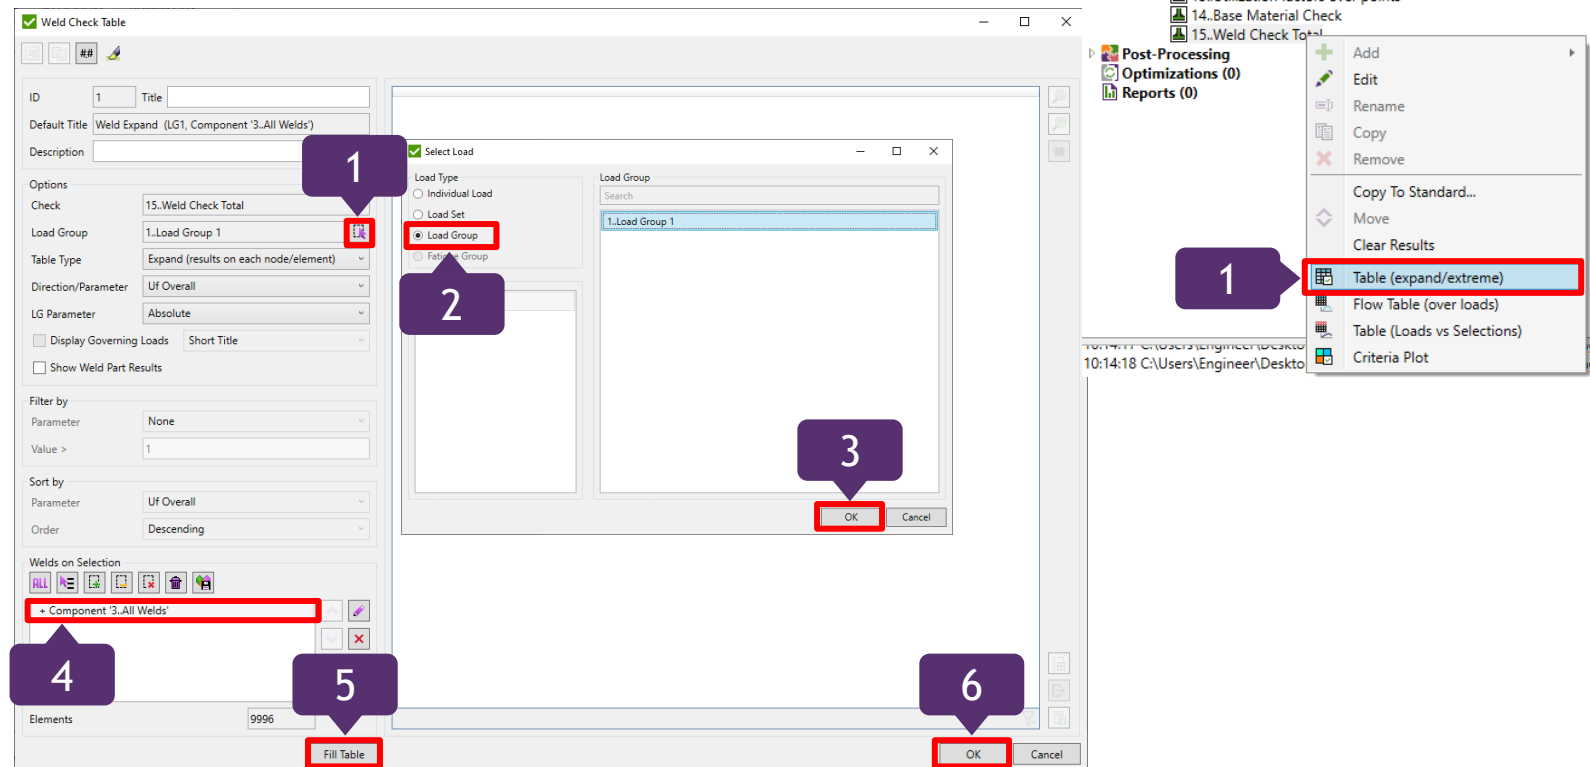 Weld Check Table
##
ID
1
Title
Default Title
Weld Expand (LG1, Component '3..All Welds')
Description
1
Options
Check
15..Weld Check Total
Load Group
1..Load Group 1
Table Type
Expand (results on each node/element)
Direction/Parameter
Uf Overall
LG Parameter
Absolute
Display Governing Loads
Short Title
Show Weld Part Results
Filter by
Parameter
None
Value >
1
Sort by
Parameter
Uf Overall
Order
Descending
Welds on Selection
ALL
+ Component '3..All Welds'
4
5
Elements
9996
Fill Table
Select Load
Load Type
Individual Load
Load Set
Load Group
Group
2
Load Group
Search
1..Load Group 1
3
OK
Cancel
6
OK
Cancel
14..Base Material Check
15..Weld Check Total
Post-Processing
Optimizations (0)
Reports (0)
Add
Edit
Rename
Copy
Remove
Copy To Standard...
Move
Clear Results
1
Table (expand/extreme)
Flow Table (over loads)
Table (Loads vs Selections)
Criteria Plot
10:14:18 C:\Users\Engineer\Deskto